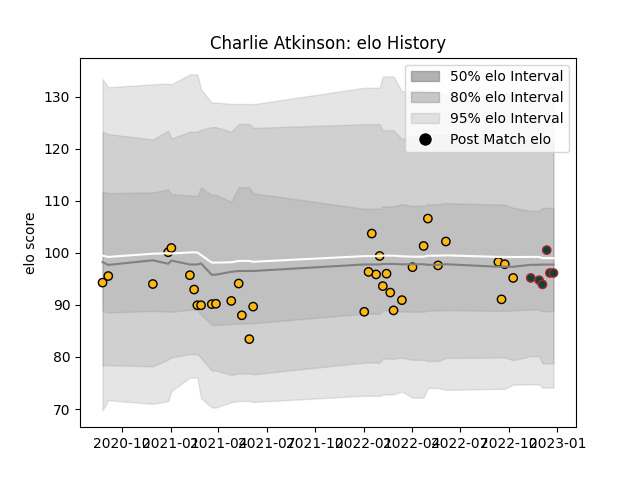 Charlie Atkinson: elo History
50% elo Interval
80% elo Interval
95% elo Interval
Post Match elo
elo score
130
120
110
100
90
80
70
2020-10 2021-01 2021-04 2021-07 2021-10 2022-01 2022-04 2022-07 2022-10 2023-01